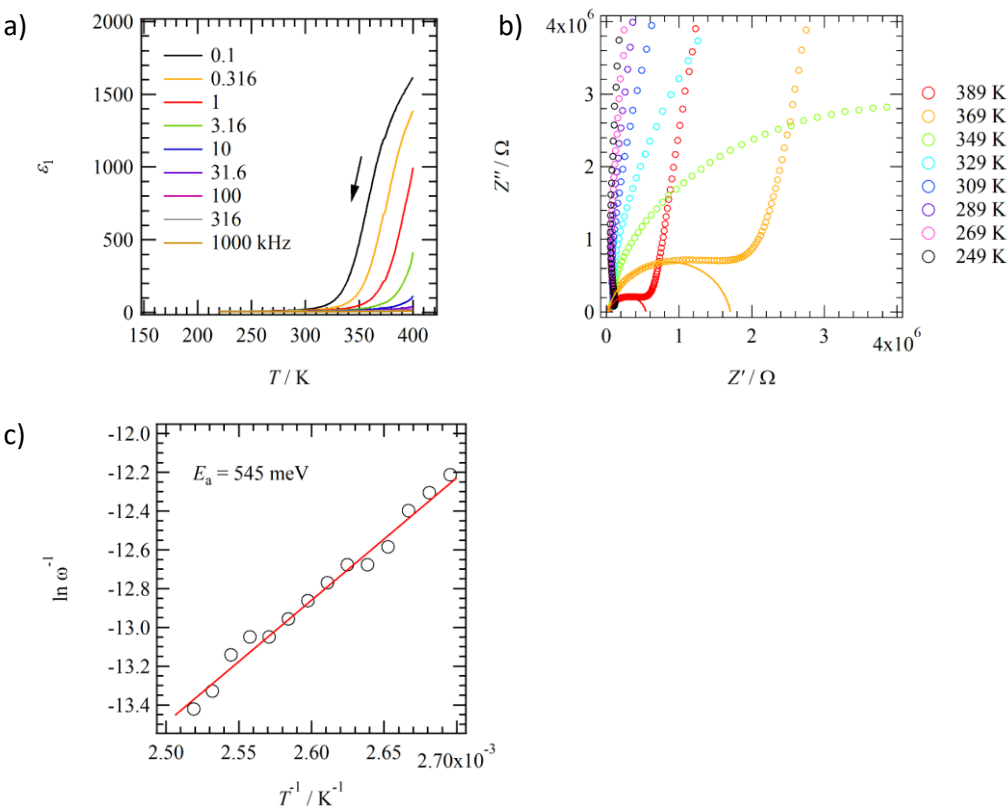 a)
2000
1500
1000
500
0
ε1
0.1
0.316
1
3.16
10
31.6
100
316
1000 kHz
150
200
250
300
350
400
T / K
b)
4x10^6
3
2
1
0
Z'' / Ω
0
1
2
3
4x10^6
Z' / Ω
389 K
369 K
349 K
329 K
309 K
289 K
269 K
249 K
c)
-12.0
-12.2
-12.4
-12.6
-12.8
-13.0
-13.2
-13.4
ln ω^-1
Ea = 545 meV
2.50
2.55
2.60
2.65
2.70x10^-3
T^-1 / K^-1